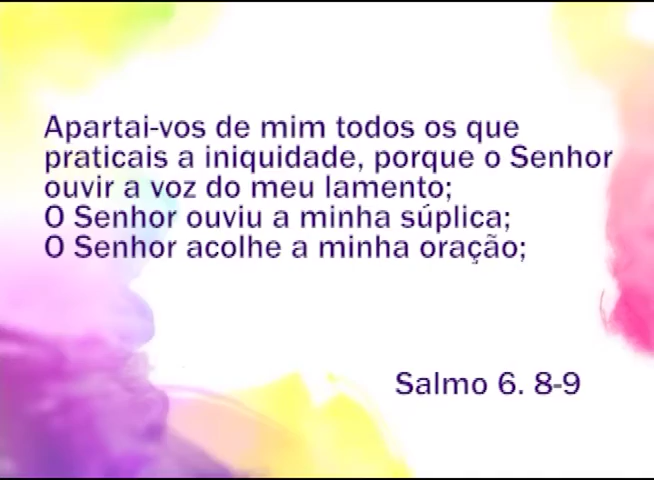 Apartai-vos de mim todos os que
praticais a iniquidade, porque o Senhor
ouvir a voz do meu lamento;
O Senhor ouviu a minha súplica;
O Senhor acolhe a minha oração;
Salmo 6. 8-9